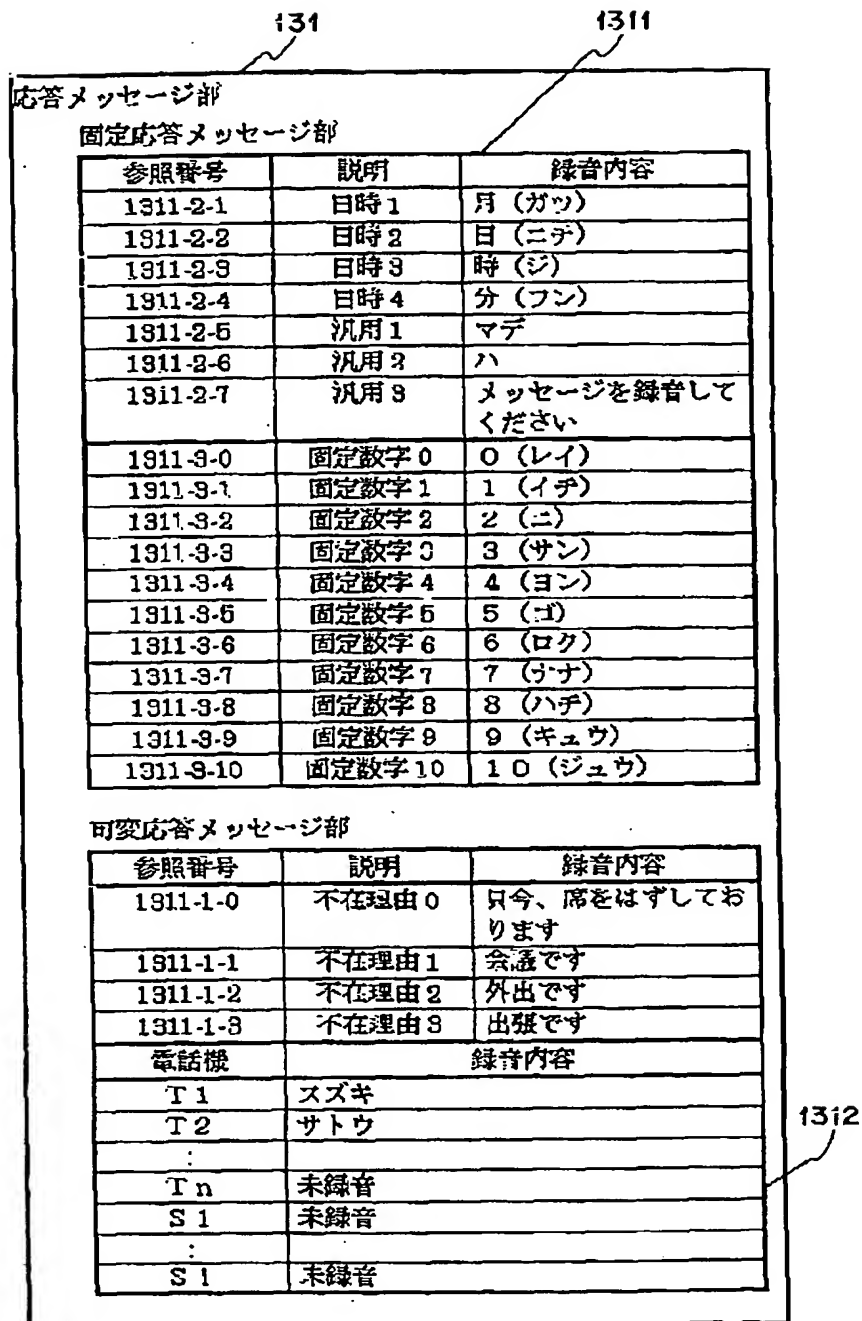 131 1311
応答メッセージ部
固定応答メッセージ部
参照番号 説明 録音内容
1311-2-1 日時1 月(ガツ)
1311-2-2 日時2 日(ニチ)
1311-2-3 日時3 時(ジ)
1311-2-4 日時4 分(フン)
1311-2-5 汎用1 マデ
1311-2-6 汎用2 ハ
1311-2-7 汎用3 メッセージを録音して
ください
1311-3-0 固定数字0 0(レイ)
1311-3-1 固定数字1 1(イチ)
1311-3-2 固定数字2 2(ニ)
1311-3-3 固定数字3 3(サン)
1311-3-4 固定数字4 4(ヨン)
1311-3-5 固定数字5 5(ゴ)
1311-3-6 固定数字6 6(ロク)
1311-3-7 固定数字7 7(ナナ)
1311-3-8 固定数字8 8(ハチ)
1311-3-9 固定数字9 9(キュウ)
1311-3-10 固定数字10 10(ジュウ)
可変応答メッセージ部
参照番号 説明 録音内容
1311-1-0 不在理由0 只今、席をはずしてお
ります
1311-1-1 不在理由1 会議です
1311-1-2 不在理由2 外出です
1311-1-3 不在理由3 出張です
電話機 録音内容
T1 スズキ
T2 サトウ
:
Tn 未録音
S1 未録音
:
Sl 未録音
1312